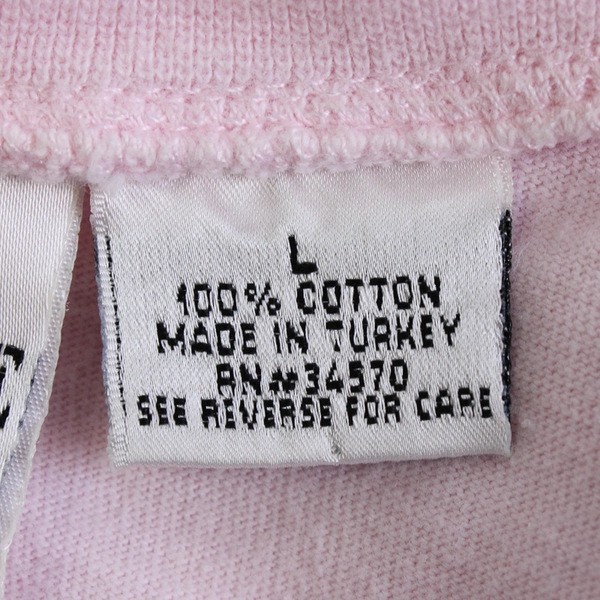 L
100% COTTON
MADE IN TURKEY
RN#34570
SEE REVERSE FOR CARE